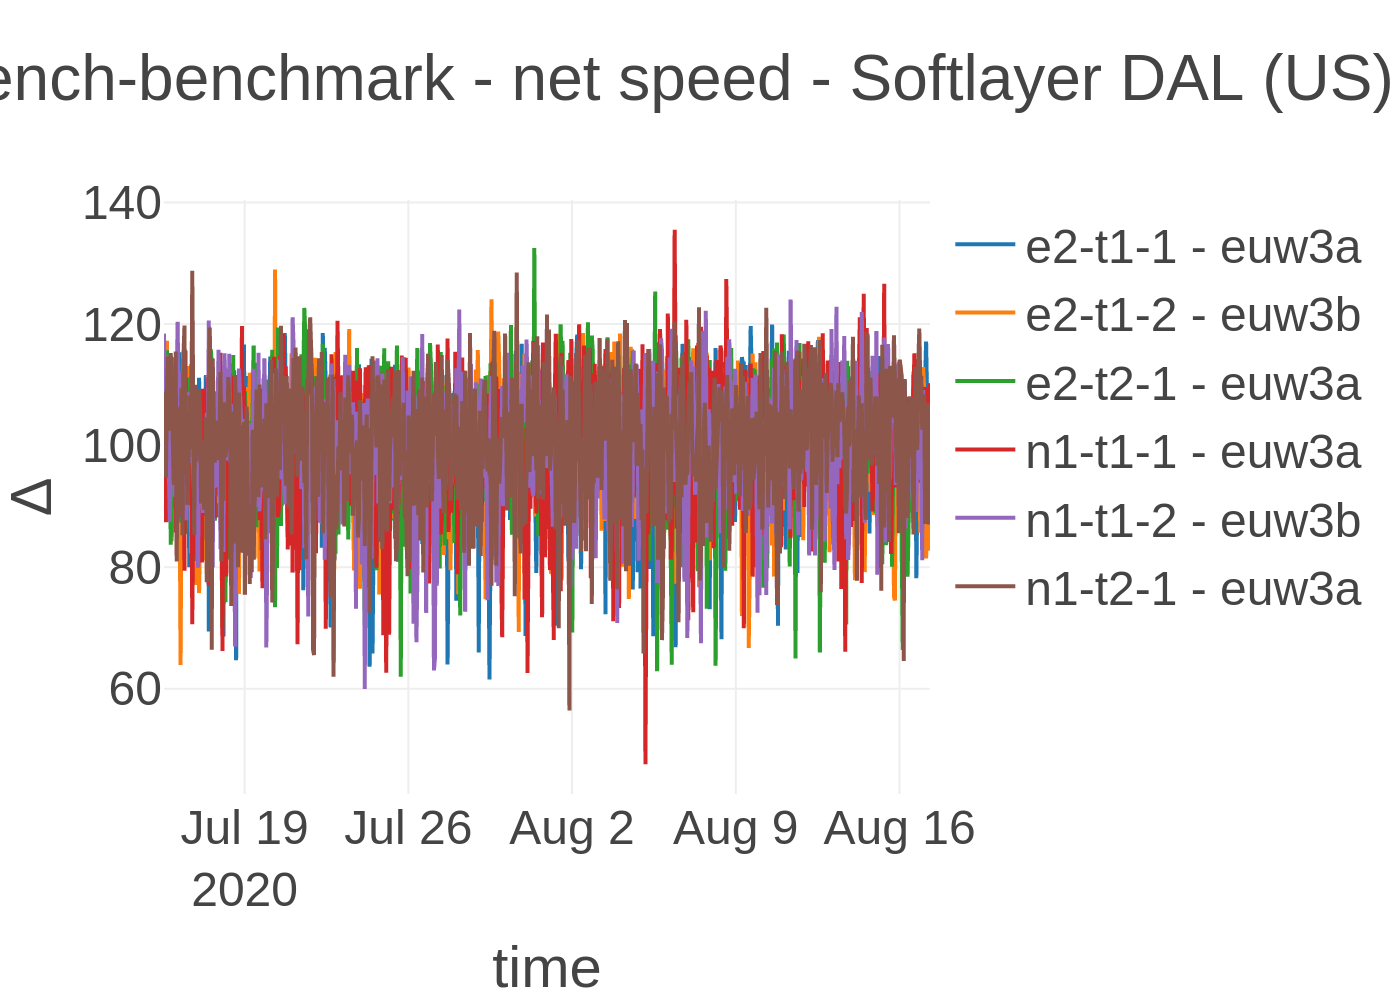 ench-benchmark - net speed - Softlayer DAL (US)
140
120
100
80
60
Δ
Jul 19
2020
Jul 26
Aug 2
Aug 9
Aug 16
time
e2-t1-1 - euw3a
e2-t1-2 - euw3b
e2-t2-1 - euw3a
n1-t1-1 - euw3a
n1-t1-2 - euw3b
n1-t2-1 - euw3a